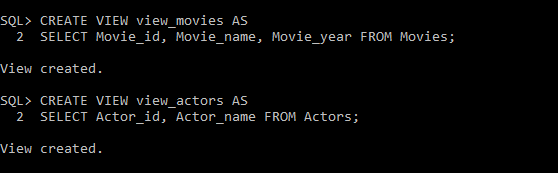 SQL> CREATE VIEW view_movies AS
  2  SELECT Movie_id, Movie_name, Movie_year FROM Movies;
View created.
SQL> CREATE VIEW view_actors AS
  2  SELECT Actor_id, Actor_name FROM Actors;
View created.